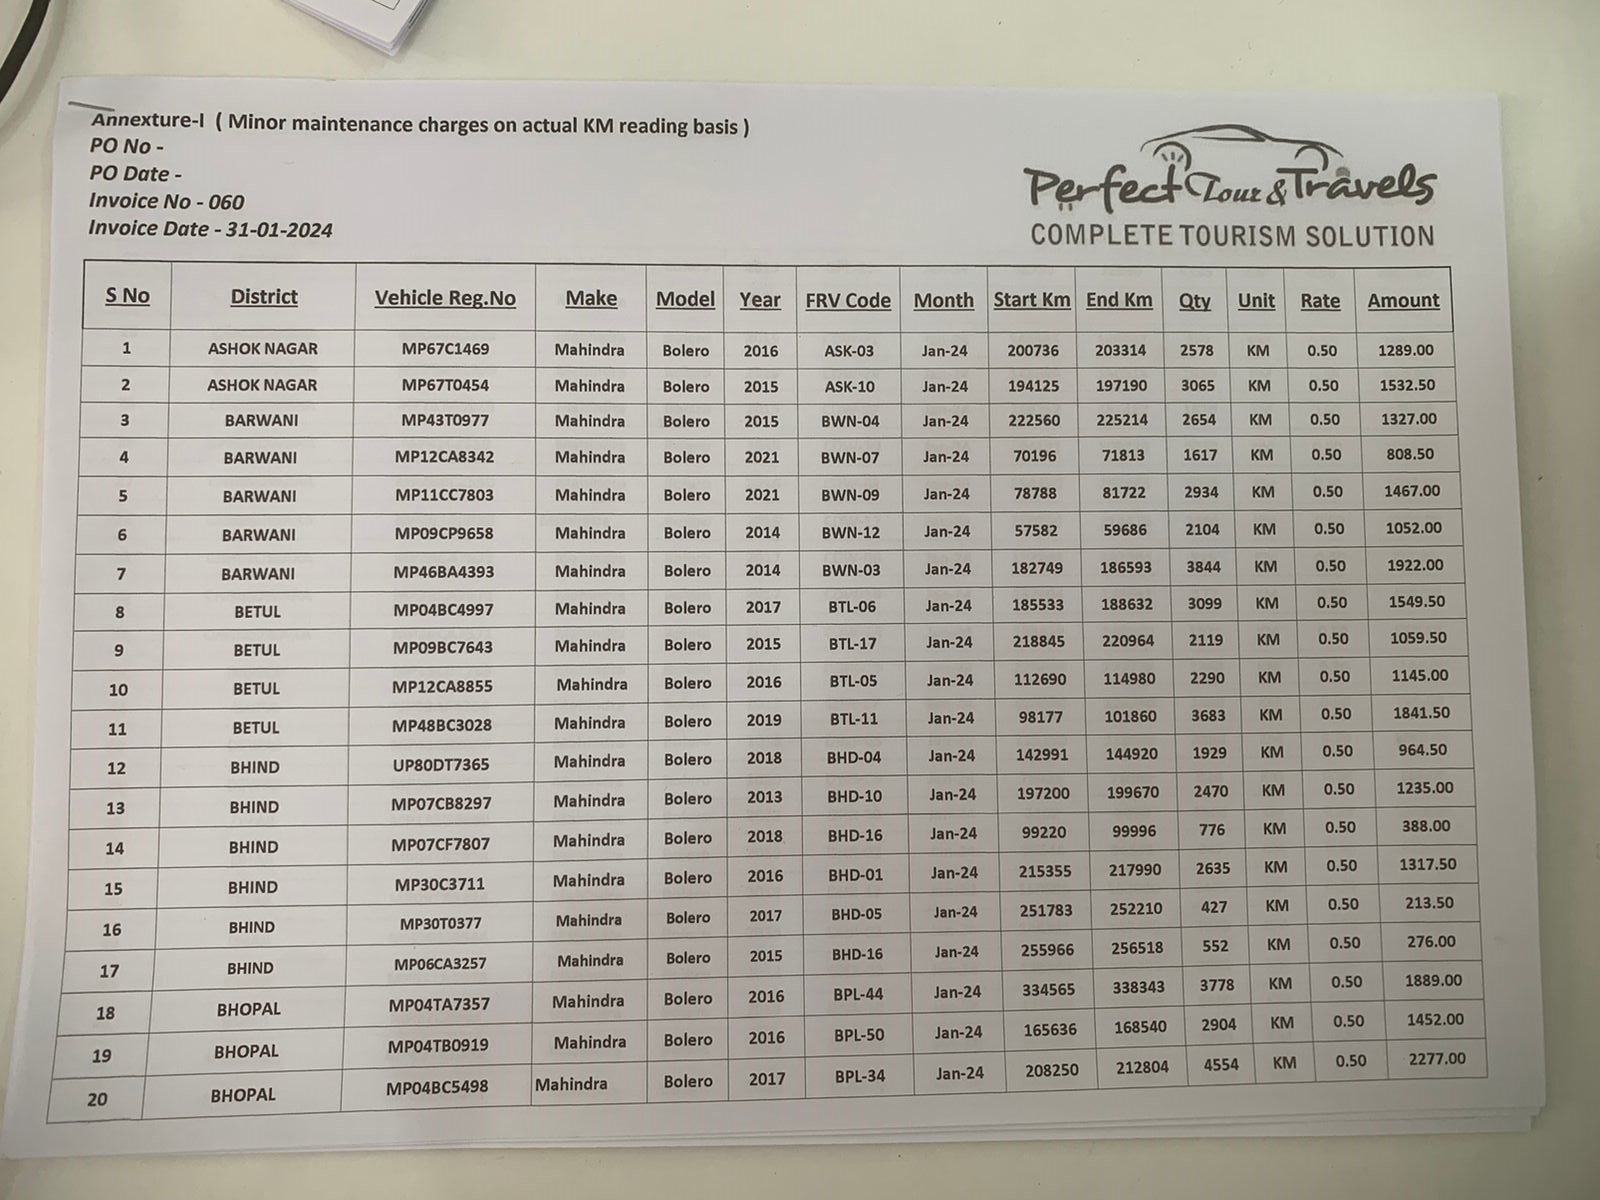 Annexture-I ( Minor maintenance charges on actual KM reading basis )
PO No -
PO Date -
Invoice No - 060
Invoice Date - 31-01-2024
Perfect Tour & Travels
COMPLETE TOURISM SOLUTION
S No District Vehicle Reg.No Make Model Year FRV Code Month Start Km End Km Qty Unit Rate Amount
1 ASHOK NAGAR MP67C1469 Mahindra Bolero 2016 ASK-03 Jan-24 200736 203314 2578 KM 0.50 1289.00
2 ASHOK NAGAR MP67T0454 Mahindra Bolero 2015 ASK-10 Jan-24 194125 197190 3065 KM 0.50 1532.50
3 BARWANI MP43T0977 Mahindra Bolero 2015 BWN-04 Jan-24 222560 225214 2654 KM 0.50 1327.00
4 BARWANI MP12CA8342 Mahindra Bolero 2021 BWN-07 Jan-24 70196 71813 1617 KM 0.50 808.50
5 BARWANI MP11CC7803 Mahindra Bolero 2021 BWN-09 Jan-24 78788 81722 2934 KM 0.50 1467.00
6 BARWANI MP09CP9658 Mahindra Bolero 2014 BWN-12 Jan-24 57582 59686 2104 KM 0.50 1052.00
7 BARWANI MP46BA4393 Mahindra Bolero 2014 BWN-03 Jan-24 182749 186593 3844 KM 0.50 1922.00
8 BETUL MP04BC4997 Mahindra Bolero 2017 BTL-06 Jan-24 185533 188632 3099 KM 0.50 1549.50
9 BETUL MP09BC7643 Mahindra Bolero 2015 BTL-17 Jan-24 218845 220964 2119 KM 0.50 1059.50
10 BETUL MP12CA8855 Mahindra Bolero 2016 BTL-05 Jan-24 112690 114980 2290 KM 0.50 1145.00
11 BETUL MP48BC3028 Mahindra Bolero 2019 BTL-11 Jan-24 98177 101860 3683 KM 0.50 1841.50
12 BHIND UP80DT7365 Mahindra Bolero 2018 BHD-04 Jan-24 142991 144920 1929 KM 0.50 964.50
13 BHIND MP07CB8297 Mahindra Bolero 2013 BHD-10 Jan-24 197200 199670 2470 KM 0.50 1235.00
14 BHIND MP07CF7807 Mahindra Bolero 2018 BHD-16 Jan-24 99220 99996 776 KM 0.50 388.00
15 BHIND MP30C3711 Mahindra Bolero 2016 BHD-01 Jan-24 215355 217990 2635 KM 0.50 1317.50
16 BHIND MP30T0377 Mahindra Bolero 2017 BHD-05 Jan-24 251783 252210 427 KM 0.50 213.50
17 BHIND MP06CA3257 Mahindra Bolero 2015 BHD-16 Jan-24 255966 256518 552 KM 0.50 276.00
18 BHOPAL MP04TA7357 Mahindra Bolero 2016 BPL-44 Jan-24 334565 338343 3778 KM 0.50 1889.00
19 BHOPAL MP04TB0919 Mahindra Bolero 2016 BPL-50 Jan-24 165636 168540 2904 KM 0.50 1452.00
20 BHOPAL MP04BC5498 Mahindra Bolero 2017 BPL-34 Jan-24 208250 212804 4554 KM 0.50 2277.00